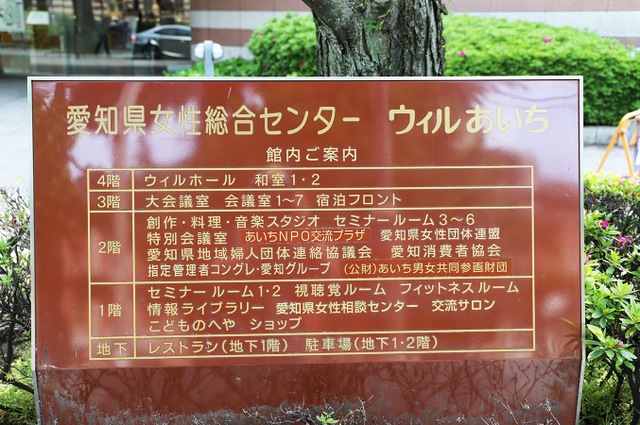 愛知県女性総合センター ウィルあいち
館内ご案内
4階 ウィルホール 和室1・2
3階 大会議室 会議室1〜7 宿泊フロント
2階 創作・料理・音楽スタジオ セミナールーム3〜6
特別会議室 あいちNPO交流プラザ 愛知県女性団体連盟
愛知県地域婦人団体連絡協議会 愛知消費者協会
指定管理者コングレ・愛知グループ (公財)あいち男女共同参画財団
1階 セミナールーム1・2 視聴覚ルーム フィットネスルーム
情報ライブラリー 愛知県女性相談センター 交流サロン
こどものへや ショップ
地下 レストラン(地下1階) 駐車場(地下1・2階)